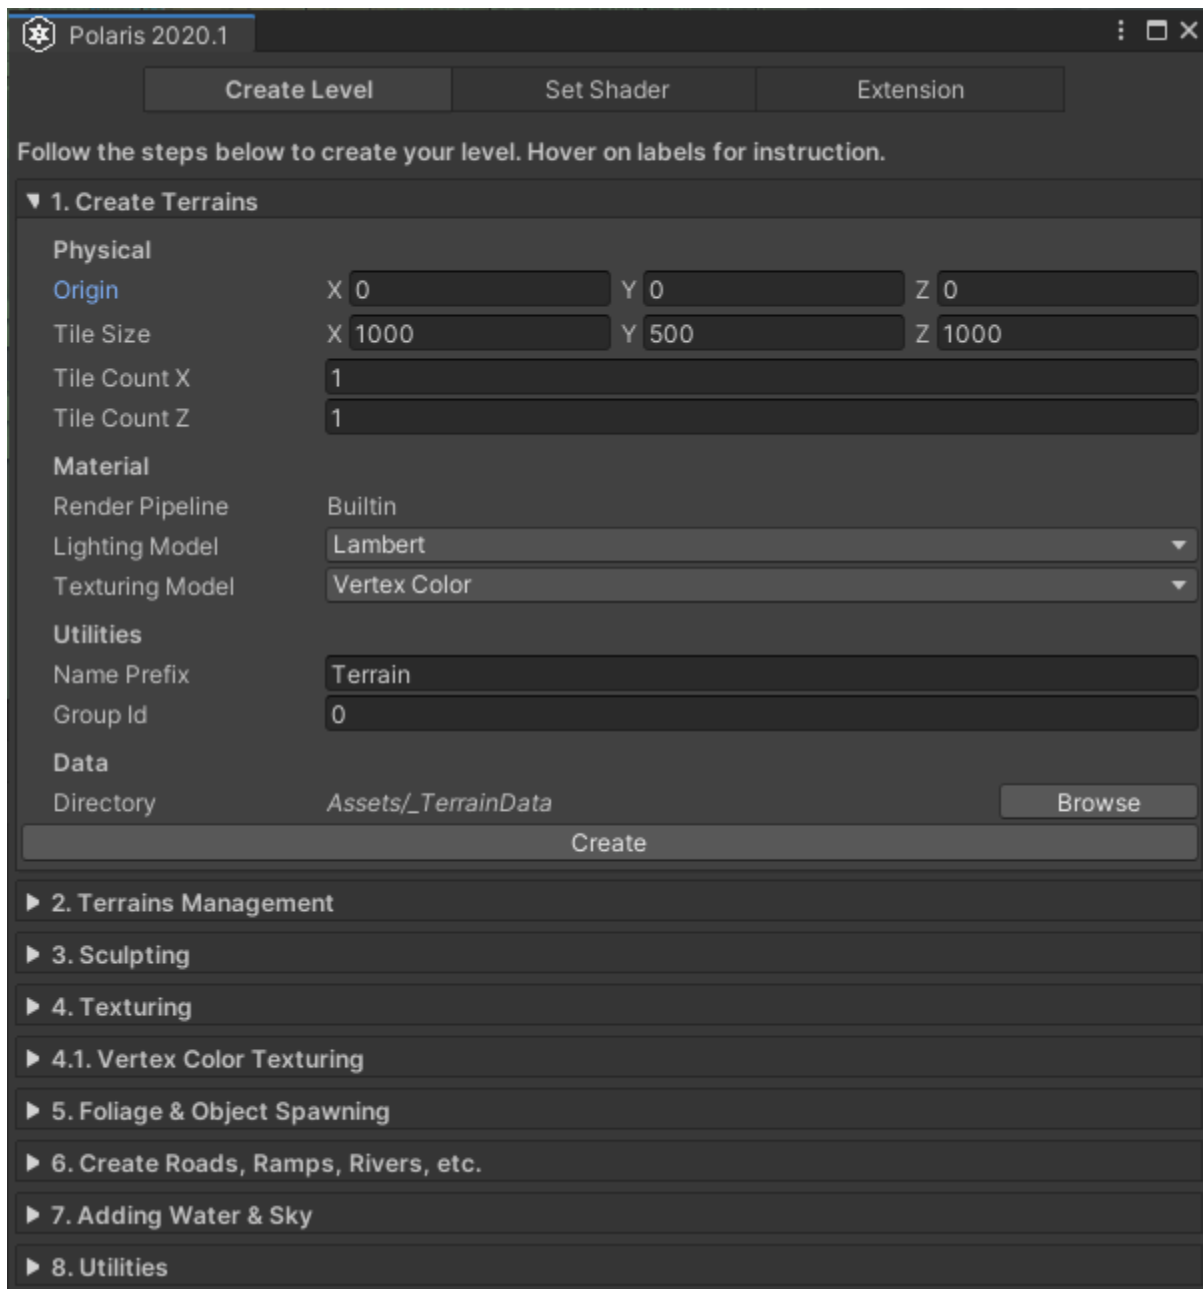 Polaris 2020.1
Create Level Set Shader Extension
Follow the steps below to create your level. Hover on labels for instruction.
1. Create Terrains
Physical
Origin X 0 Y 0 Z 0
Tile Size X 1000 Y 500 Z 1000
Tile Count X 1
Tile Count Z 1
Material
Render Pipeline Builtin
Lighting Model Lambert
Texturing Model Vertex Color
Utilities
Name Prefix Terrain
Group Id 0
Data
Directory Assets/_TerrainData Browse
Create
2. Terrains Management
3. Sculpting
4. Texturing
4.1. Vertex Color Texturing
5. Foliage & Object Spawning
6. Create Roads, Ramps, Rivers, etc.
7. Adding Water & Sky
8. Utilities